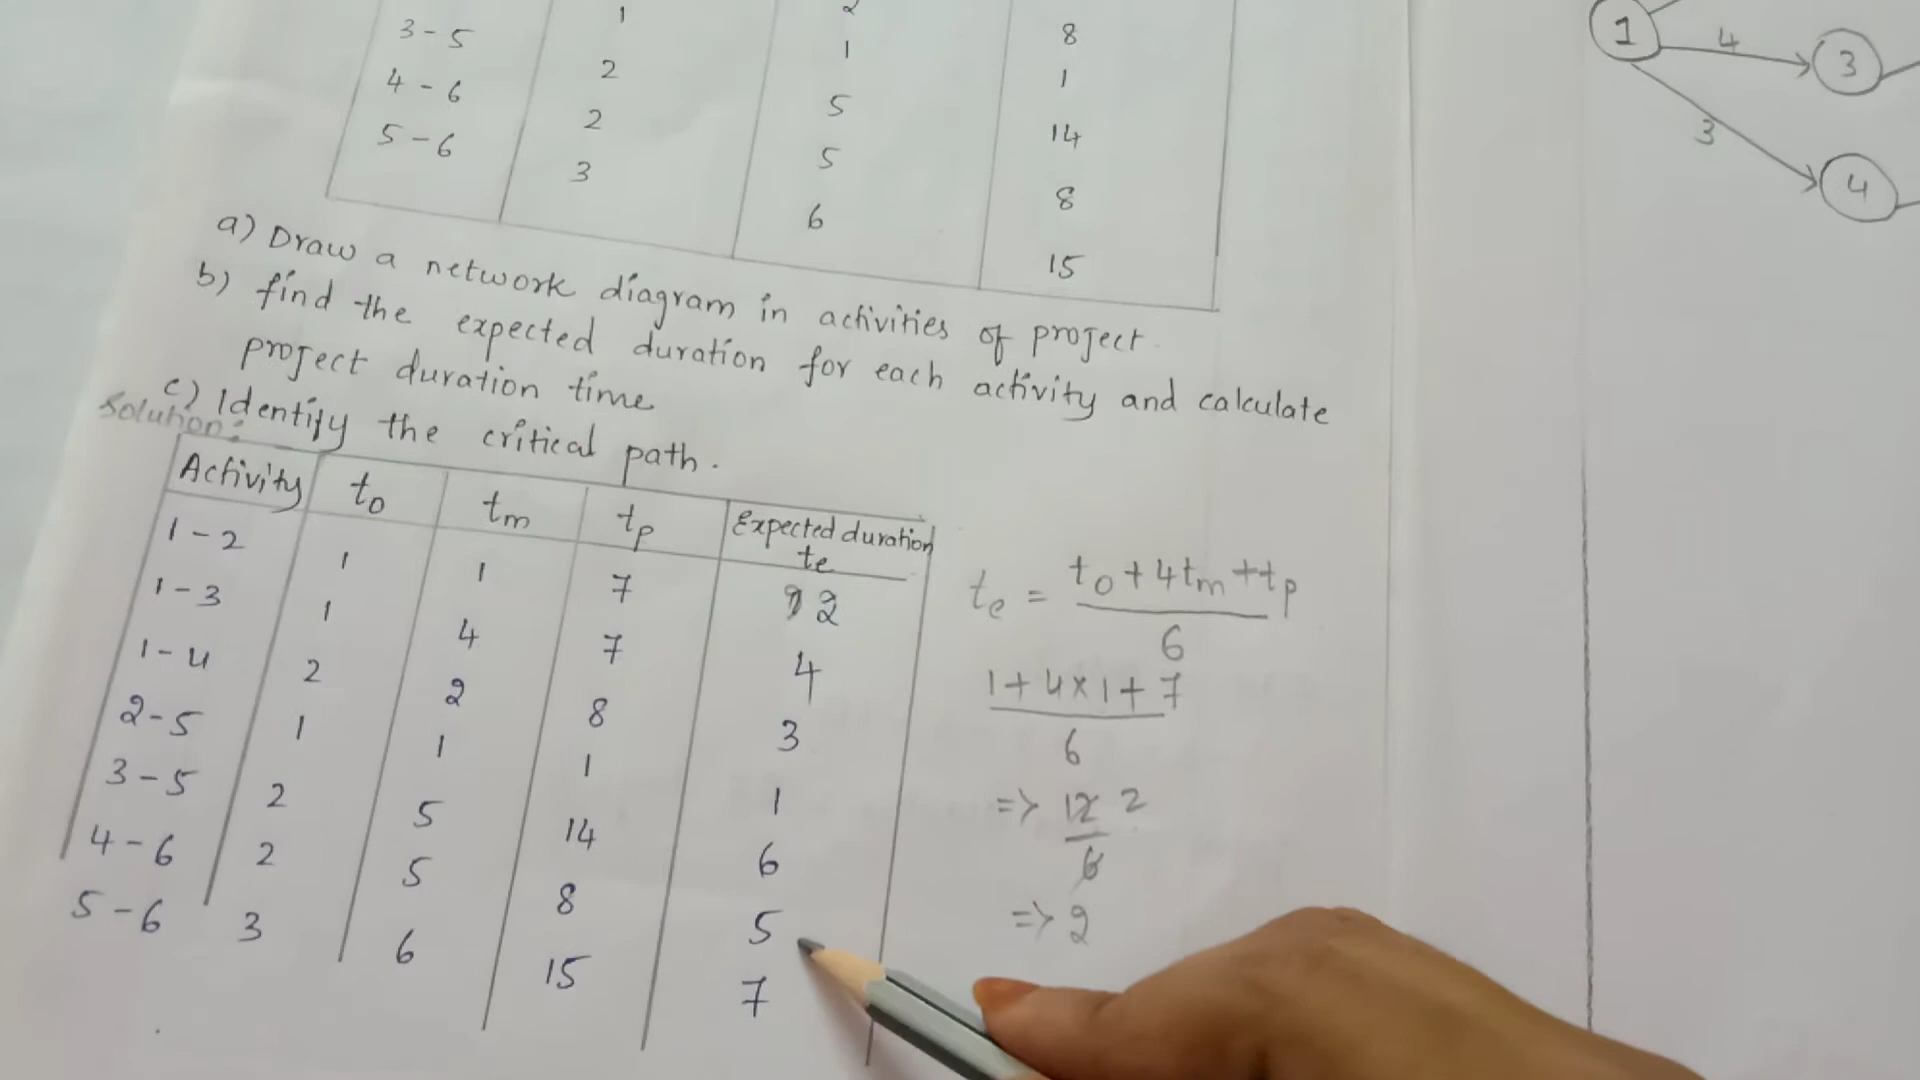 1 2 8
3-5 2 1 1
4-6 2 5 14
5-6 3 5 8
6 15
a) Draw a network diagram in activities of project.
b) find the expected duration for each activity and calculate
project duration time
c) Identify the critical path.
Solution:
Activity to tm tp Expected duration te
1-2 1 1 7 2
1-3 1 4 7 4
1-4 2 2 8 3
2-5 1 1 1 1
3-5 2 5 14 6
4-6 2 5 8 5
5-6 3 6 15 7
te = to+4tm+tp
6
1+4×1+7
6
=> 12 2
6
=> 2
1 4 3
3
4